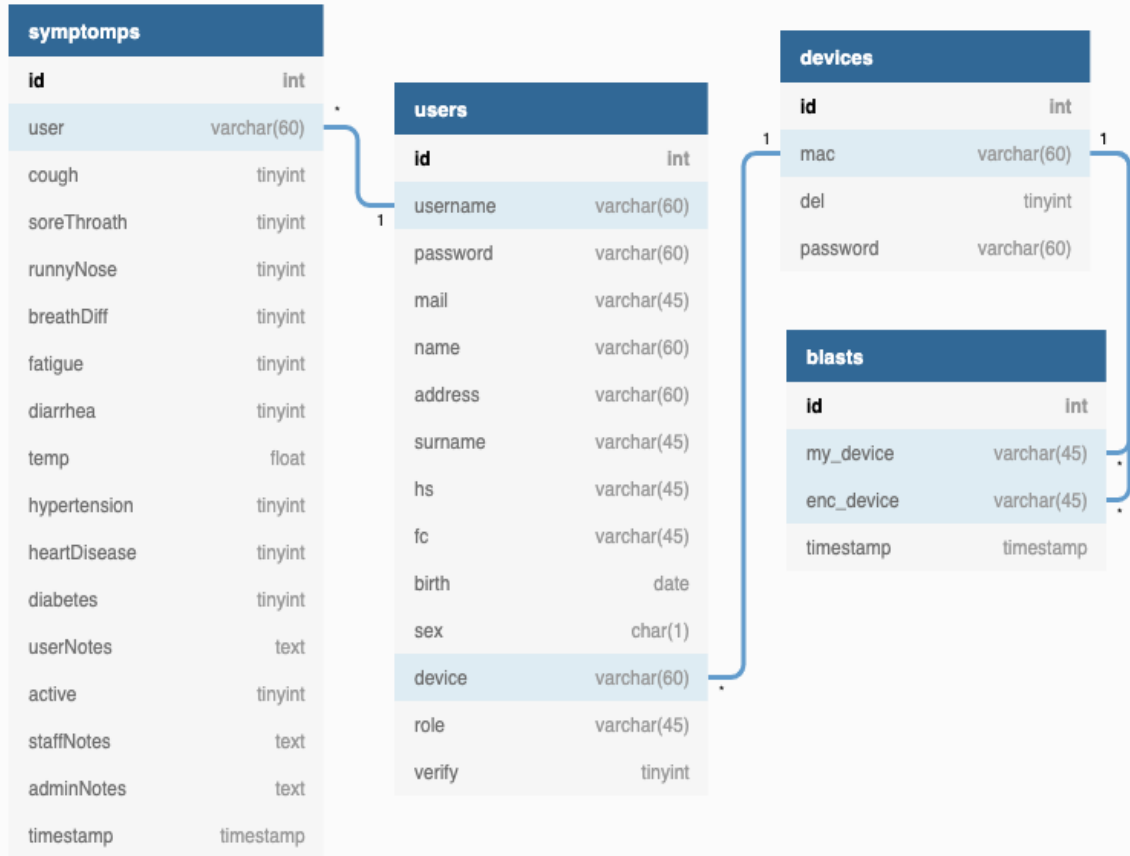 symptomps
id int
user varchar(60)
cough tinyint
soreThroath tinyint
runnyNose tinyint
breathDiff tinyint
fatigue tinyint
diarrhea tinyint
temp float
hypertension tinyint
heartDisease tinyint
diabetes tinyint
userNotes text
active tinyint
staffNotes text
adminNotes text
timestamp timestamp
*
1
users
id int
username varchar(60)
password varchar(60)
mail varchar(45)
name varchar(60)
address varchar(60)
surname varchar(45)
hs varchar(45)
fc varchar(45)
birth date
sex char(1)
device varchar(60)
role varchar(45)
verify tinyint
*
1
devices
id int
mac varchar(60)
del tinyint
password varchar(60)
1
blasts
id int
my_device varchar(45)
enc_device varchar(45)
timestamp timestamp
*
*